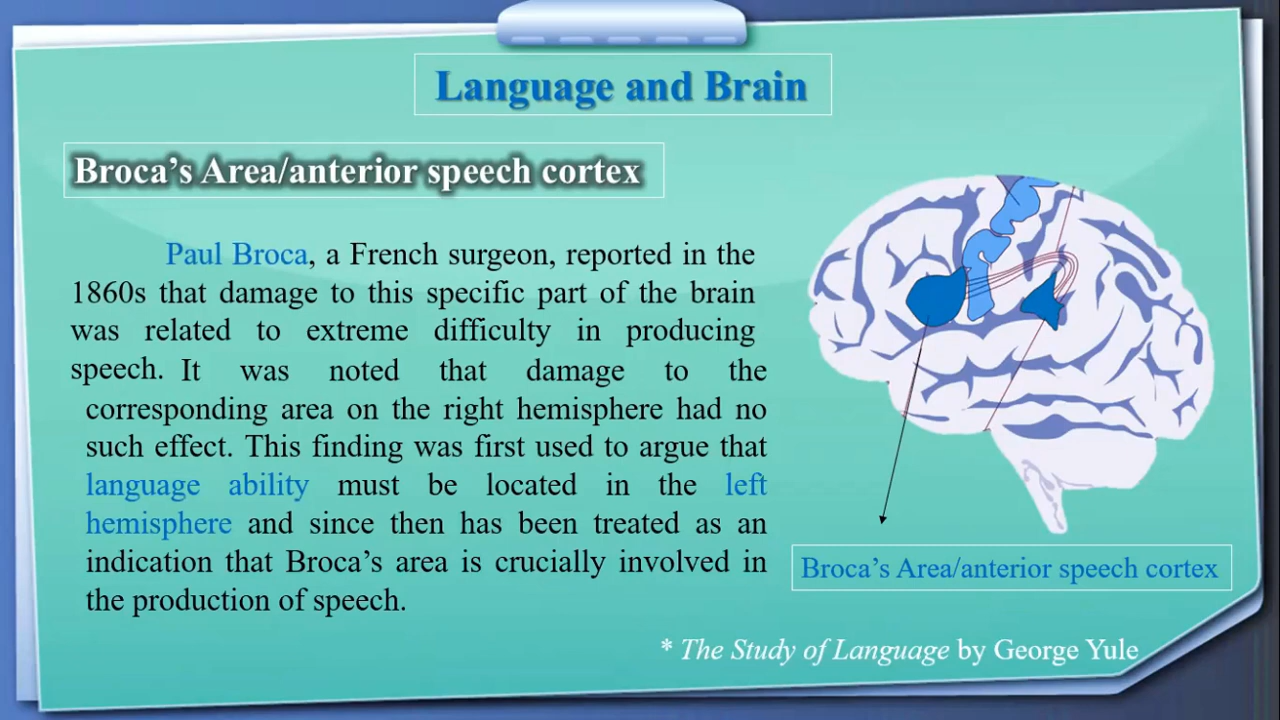 Language and Brain
Broca's Area/anterior speech cortex
Paul Broca, a French surgeon, reported in the
1860s that damage to this specific part of the brain
was related to extreme difficulty in producing
speech. It was noted that damage to the
corresponding area on the right hemisphere had no
such effect. This finding was first used to argue that
language ability must be located in the left
hemisphere and since then has been treated as an
indication that Broca's area is crucially involved in
the production of speech.
Broca's Area/anterior speech cortex
* The Study of Language by George Yule